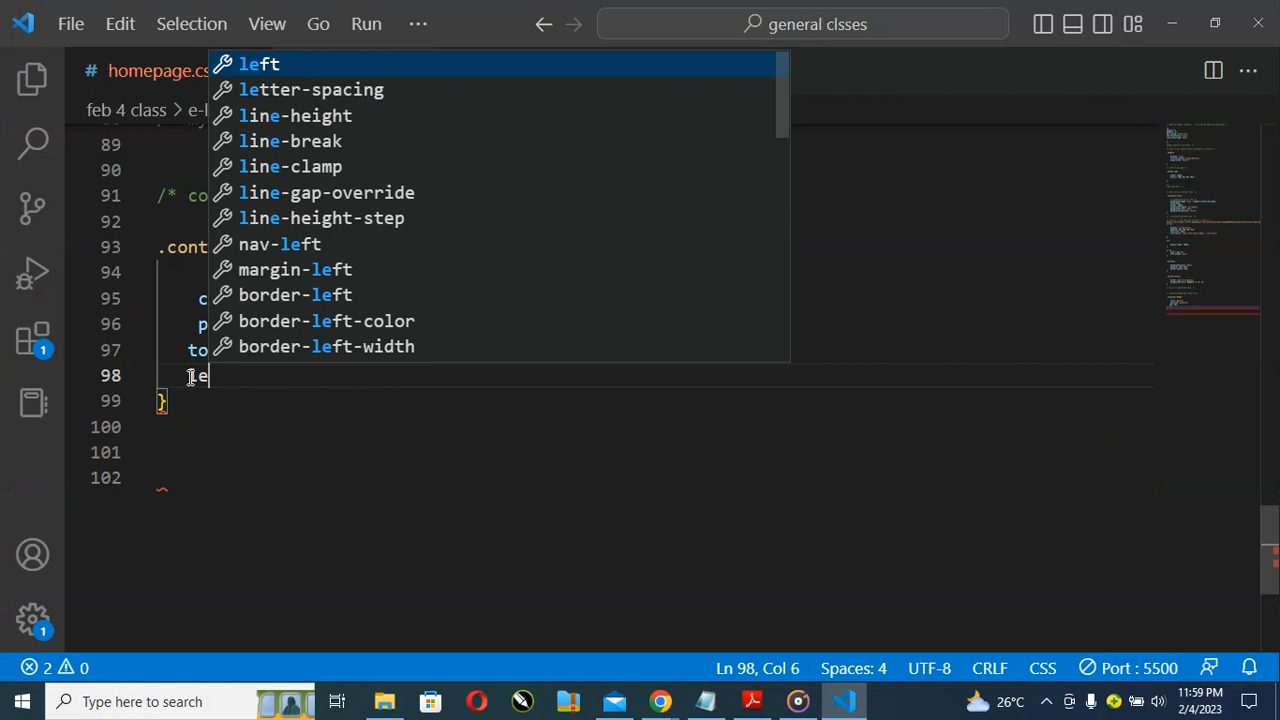 File Edit Selection View Go Run ··· general clsses
# homepage.cs
feb 4 class > e-
left
letter-spacing
line-height
line-break
line-clamp
line-gap-override
line-height-step
nav-left
margin-left
border-left
border-left-color
border-left-width
89
90
91 /* co
92
93 .cont
94
95 c
96 p
97 to
98 le
99 }
100
101
102
1
1
2 0 Ln 98, Col 6 Spaces: 4 UTF-8 CRLF CSS Port : 5500
Type here to search 26°C 11:59 PM
2/4/2023